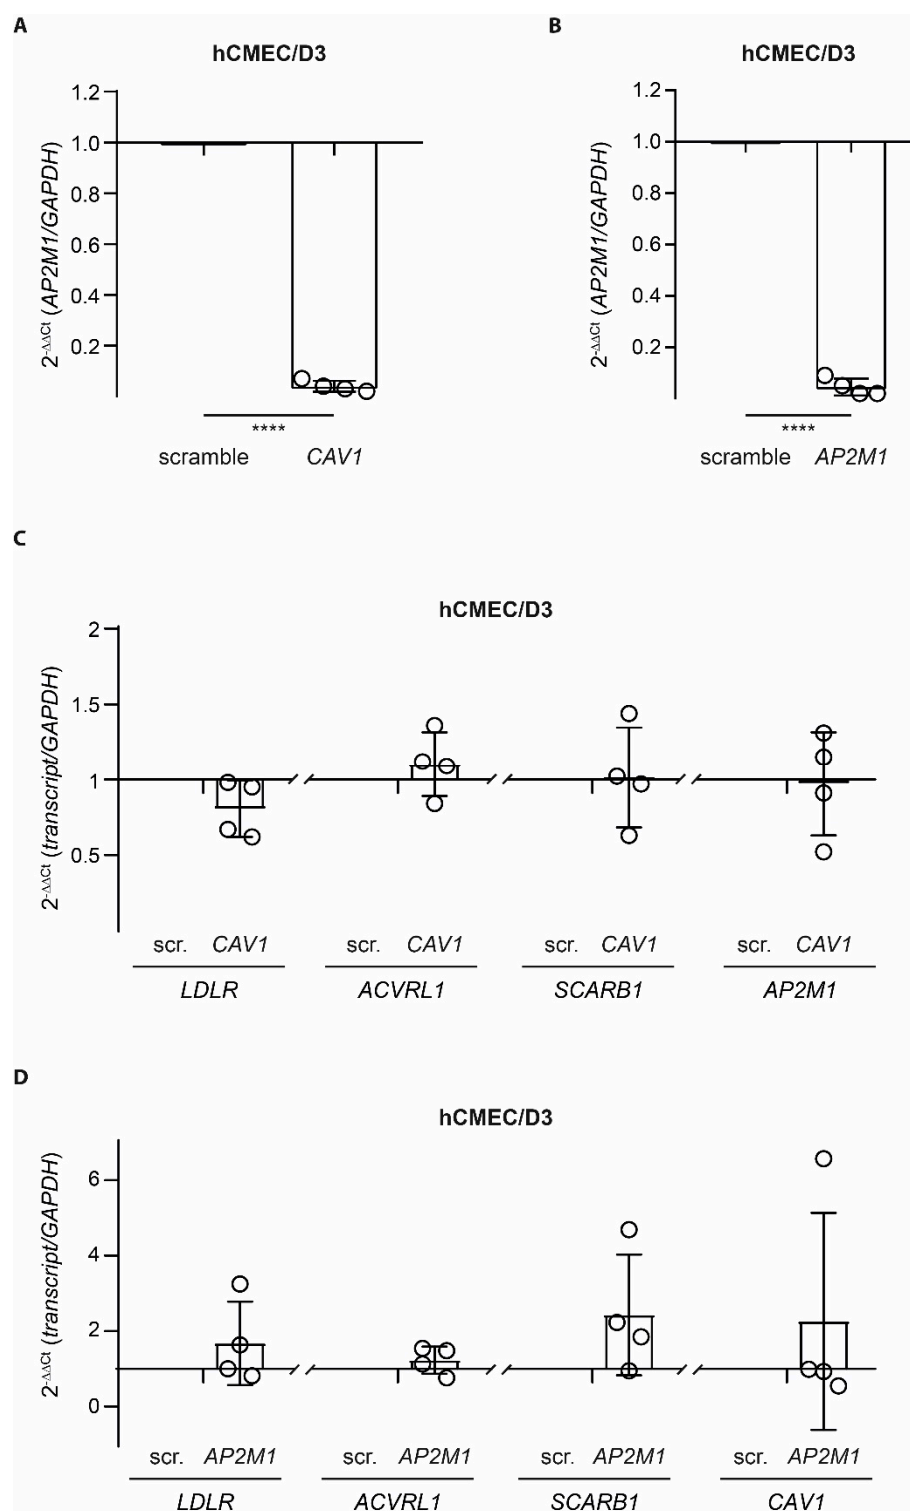 A
hCMEC/D3
1.2
1.0
0.8
0.6
0.4
0.2
2-ΔΔCt (AP2M1/GAPDH)
****
scramble CAV1
B
hCMEC/D3
1.2
1.0
0.8
0.6
0.4
0.2
2-ΔΔCt (AP2M1/GAPDH)
****
scramble AP2M1
C
hCMEC/D3
2
1.5
1
0.5
2-ΔΔCt (transcript/GAPDH)
scr. CAV1 scr. CAV1 scr. CAV1 scr. CAV1
LDLR ACVRL1 SCARB1 AP2M1
D
hCMEC/D3
6
4
2
0
2-ΔΔCt (transcript/GAPDH)
scr. AP2M1 scr. AP2M1 scr. AP2M1 scr. AP2M1
LDLR ACVRL1 SCARB1 CAV1